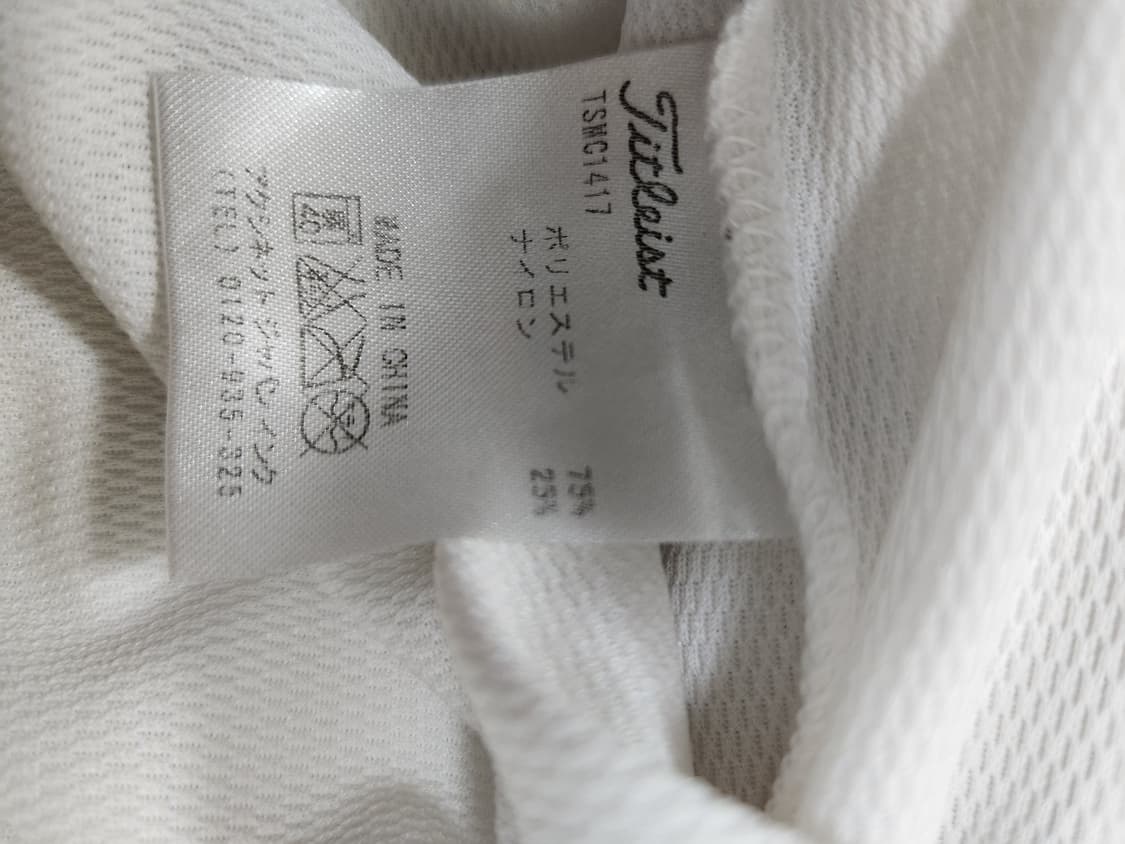 Titleist
TSMC1417
ポリエステル 75%
ナイロン 25%
MADE IN CHINA
アクシネットジャパンインク
(TEL) 0120-935-325